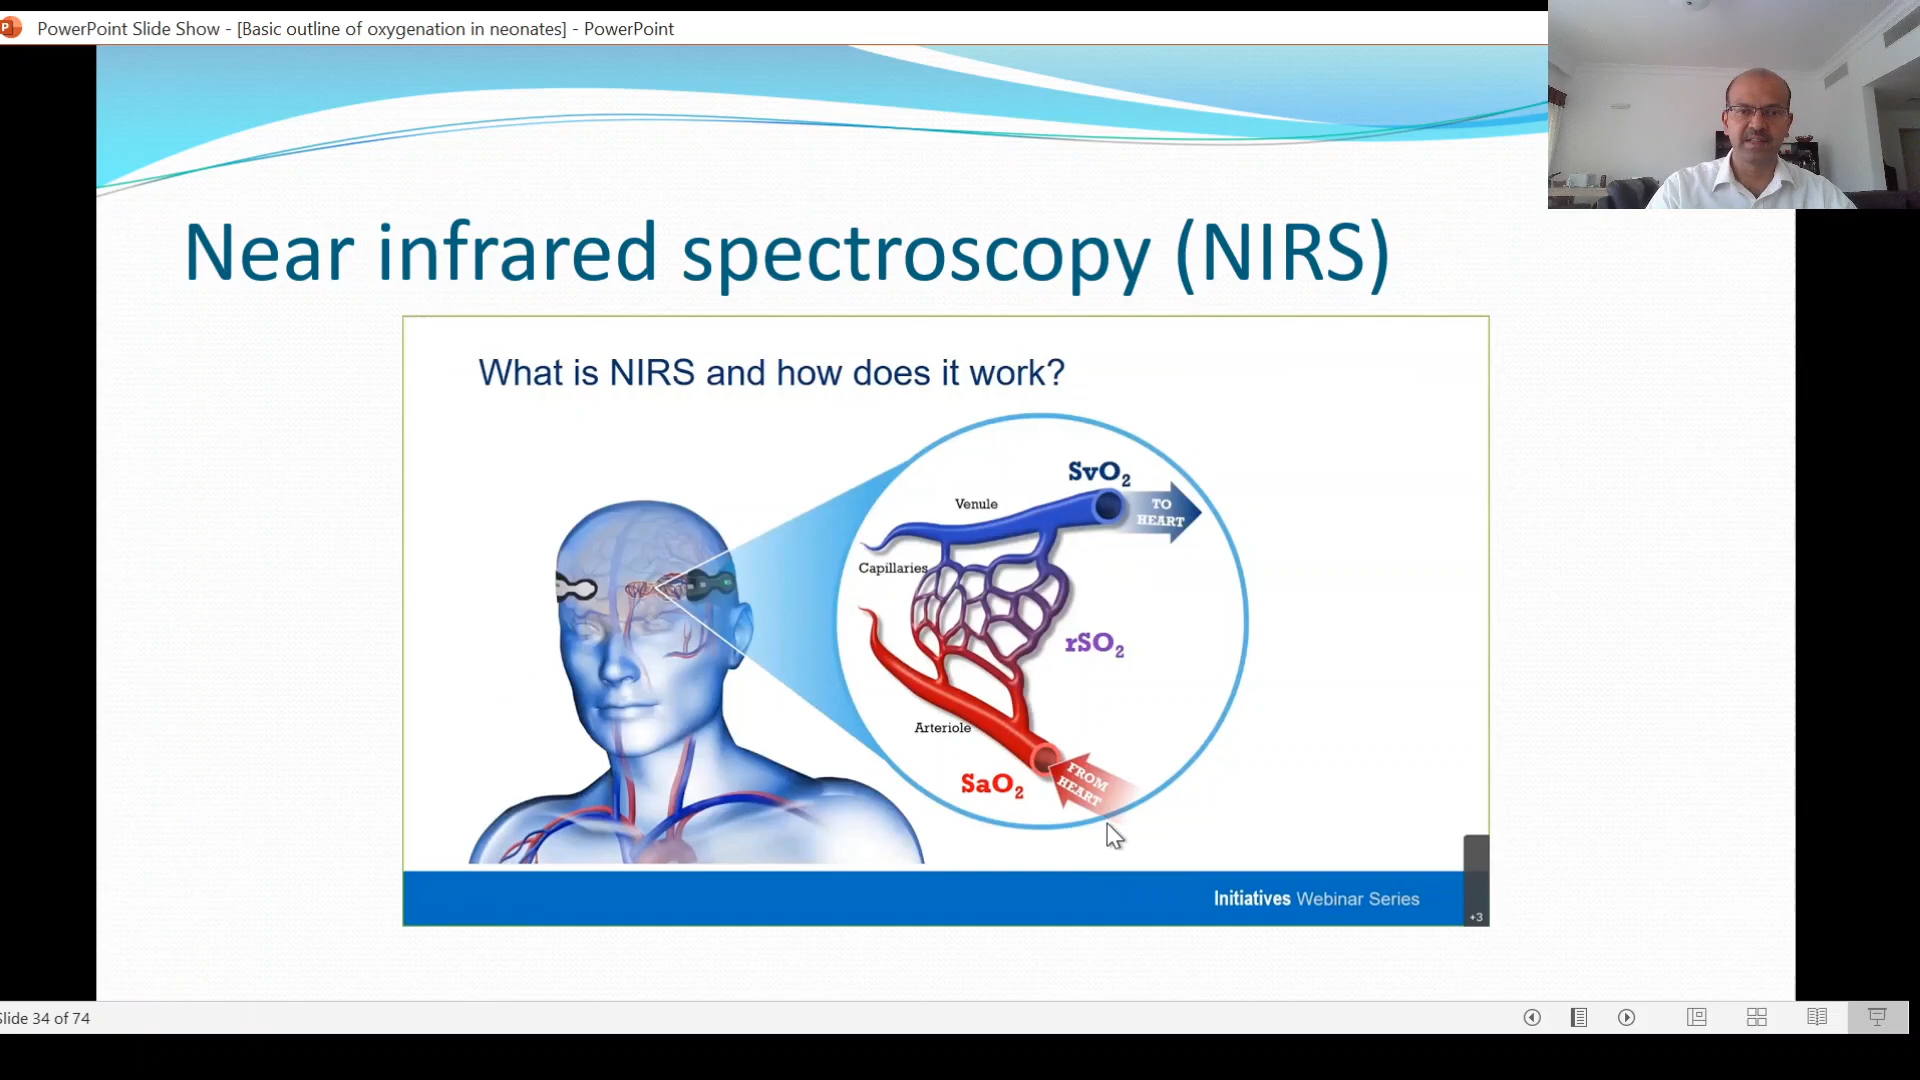 PowerPoint Slide Show - [Basic outline of oxygenation in neonates] - PowerPoint
Near infrared spectroscopy (NIRS)
What is NIRS and how does it work?
SvO2
Venule
TO
HEART
Capillaries
rSO2
Arteriole
FROM
HEART
SaO2
Initiatives Webinar Series
+3
Slide 34 of 74